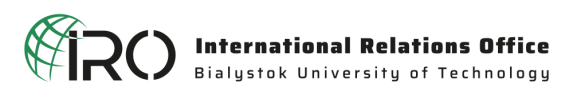 IRO
International Relations Office
Bialystok University of Technology